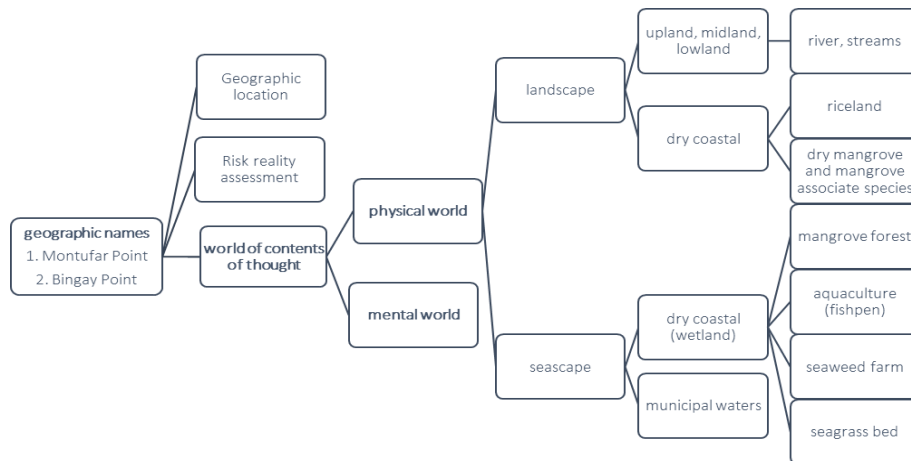 geographic names
1. Montufar Point
2. Bingay Point
Geographic
location
Risk reality
assessment
world of contents
of thought
physical world
mental world
landscape
seascape
upland, midland,
lowland
dry coastal
dry coastal
(wetland)
municipal waters
river, streams
riceland
dry mangrove
and mangrove
associate species
mangrove forest
aquaculture
(fishpen)
seaweed farm
seagrass bed